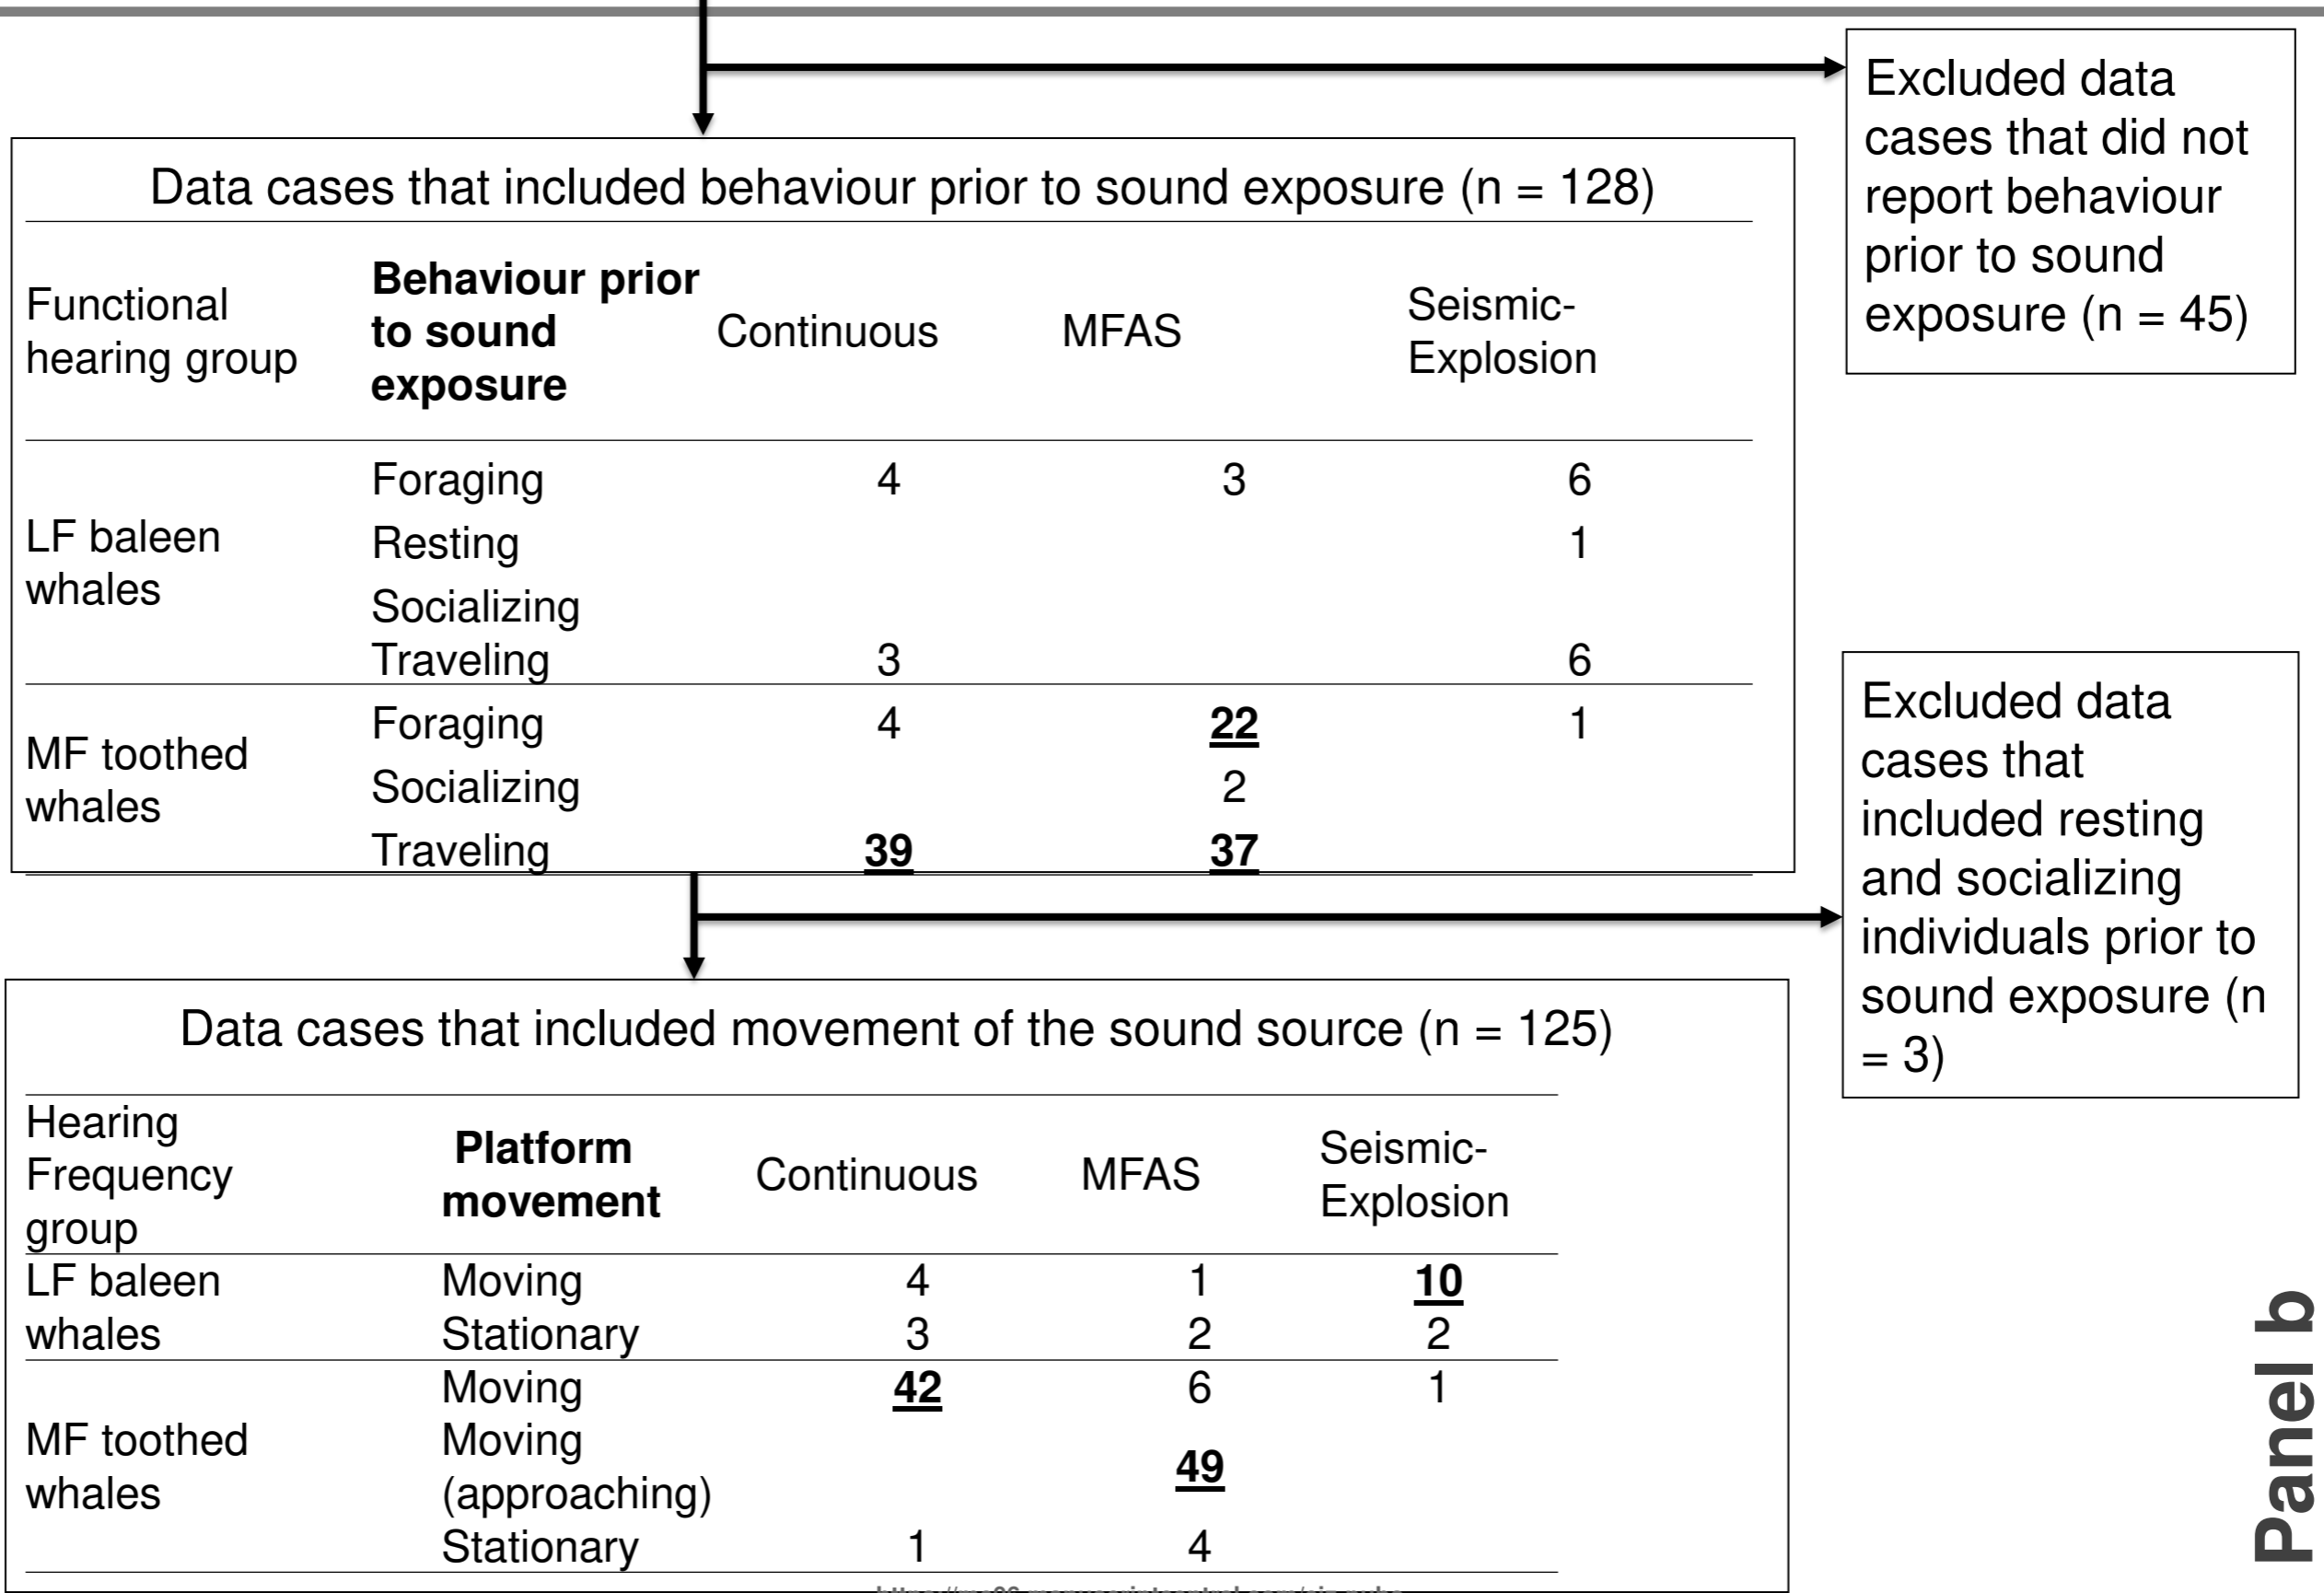 Excluded data
cases that did not
report behaviour
prior to sound
exposure (n = 45)
Data cases that included behaviour prior to sound exposure (n = 128)
Functional
hearing group
Behaviour prior
to sound
exposure
Continuous
MFAS
Seismic-
Explosion
LF baleen
whales
Foraging 4 3 6
Resting 1
Socializing
Traveling 3 6
MF toothed
whales
Foraging 4 22 1
Socializing 2
Traveling 39 37
Excluded data
cases that
included resting
and socializing
individuals prior to
sound exposure (n
= 3)
Data cases that included movement of the sound source (n = 125)
Hearing
Frequency
group
Platform
movement
Continuous
MFAS
Seismic-
Explosion
LF baleen
whales
Moving 4 1 10
Stationary 3 2 2
MF toothed
whales
Moving 42 6 1
Moving
(approaching) 49
Stationary 1 4
Panel b